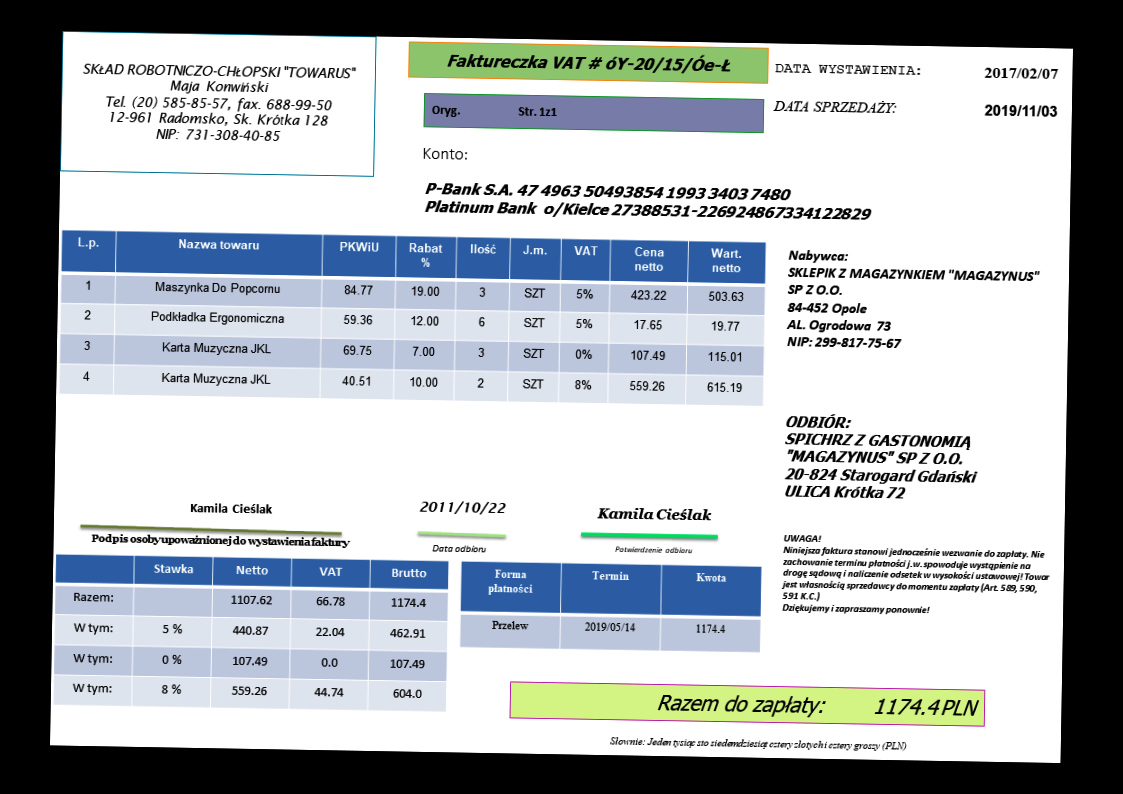 SKŁAD ROBOTNICZO-CHŁOPSKI "TOWARUS"
Maja Konwiński
Tel. (20) 585-85-57, fax. 688-99-50
12-961 Radomsko, Sk. Krótka 128
NIP: 731-308-40-85
Faktureczka VAT # óY-20/15/Óe-Ł
Oryg. Str. 1z1
DATA WYSTAWIENIA: 2017/02/07
DATA SPRZEDAŻY: 2019/11/03
Konto:
P-Bank S.A. 47 4963 50493854 1993 3403 7480
Platinum Bank o/Kielce 27388531-226924867334122829
L.p. Nazwa towaru PKWiU Rabat % Ilość J.m. VAT Cena netto Wart. netto
1 Maszynka Do Popcornu 84.77 19.00 3 SZT 5% 423.22 503.63
2 Podkładka Ergonomiczna 59.36 12.00 6 SZT 5% 17.65 19.77
3 Karta Muzyczna JKL 69.75 7.00 3 SZT 0% 107.49 115.01
4 Karta Muzyczna JKL 40.51 10.00 2 SZT 8% 559.26 615.19
Nabywca:
SKLEPIK Z MAGAZYNKIEM "MAGAZYNUS"
SP Z O.O.
84-452 Opole
AL. Ogrodowa 73
NIP: 299-817-75-67
ODBIÓR:
SPICHRZ Z GASTONOMIĄ
"MAGAZYNUS" SP Z O.O.
20-824 Starogard Gdański
ULICA Krótka 72
Kamila Cieślak
Podpis osoby upoważnionej do wystawienia faktury
2011/10/22
Data odbioru
Kamila Cieślak
Potwierdzenie odbioru
UWAGA!
Niniejsza faktura stanowi jednocześnie wezwanie do zapłaty. Nie
zachowanie terminu płatności j.w. spowoduje wystąpienie na
drogę sądową i naliczenie odsetek w wysokości ustawowej! Towar
jest własnością sprzedawcy do momentu zapłaty (Art. 589, 590,
591 K.C.)
Dziękujemy i zapraszamy ponownie!
Stawka Netto VAT Brutto
Razem: 1107.62 66.78 1174.4
W tym: 5 % 440.87 22.04 462.91
W tym: 0 % 107.49 0.0 107.49
W tym: 8 % 559.26 44.74 604.0
Forma płatności Termin Kwota
Przelew 2019/05/14 1174.4
Razem do zapłaty: 1174.4 PLN
Słownie: Jeden tysiąc sto siedemdziesiąt cztery złotych i cztery groszy (PLN)